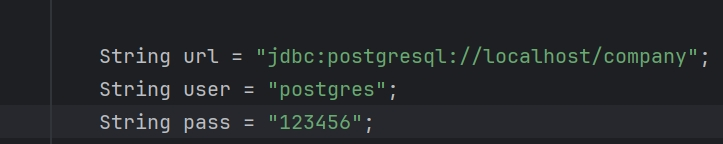 String url = "jdbc:postgresql://localhost/company";
String user = "postgres";
String pass = "123456";